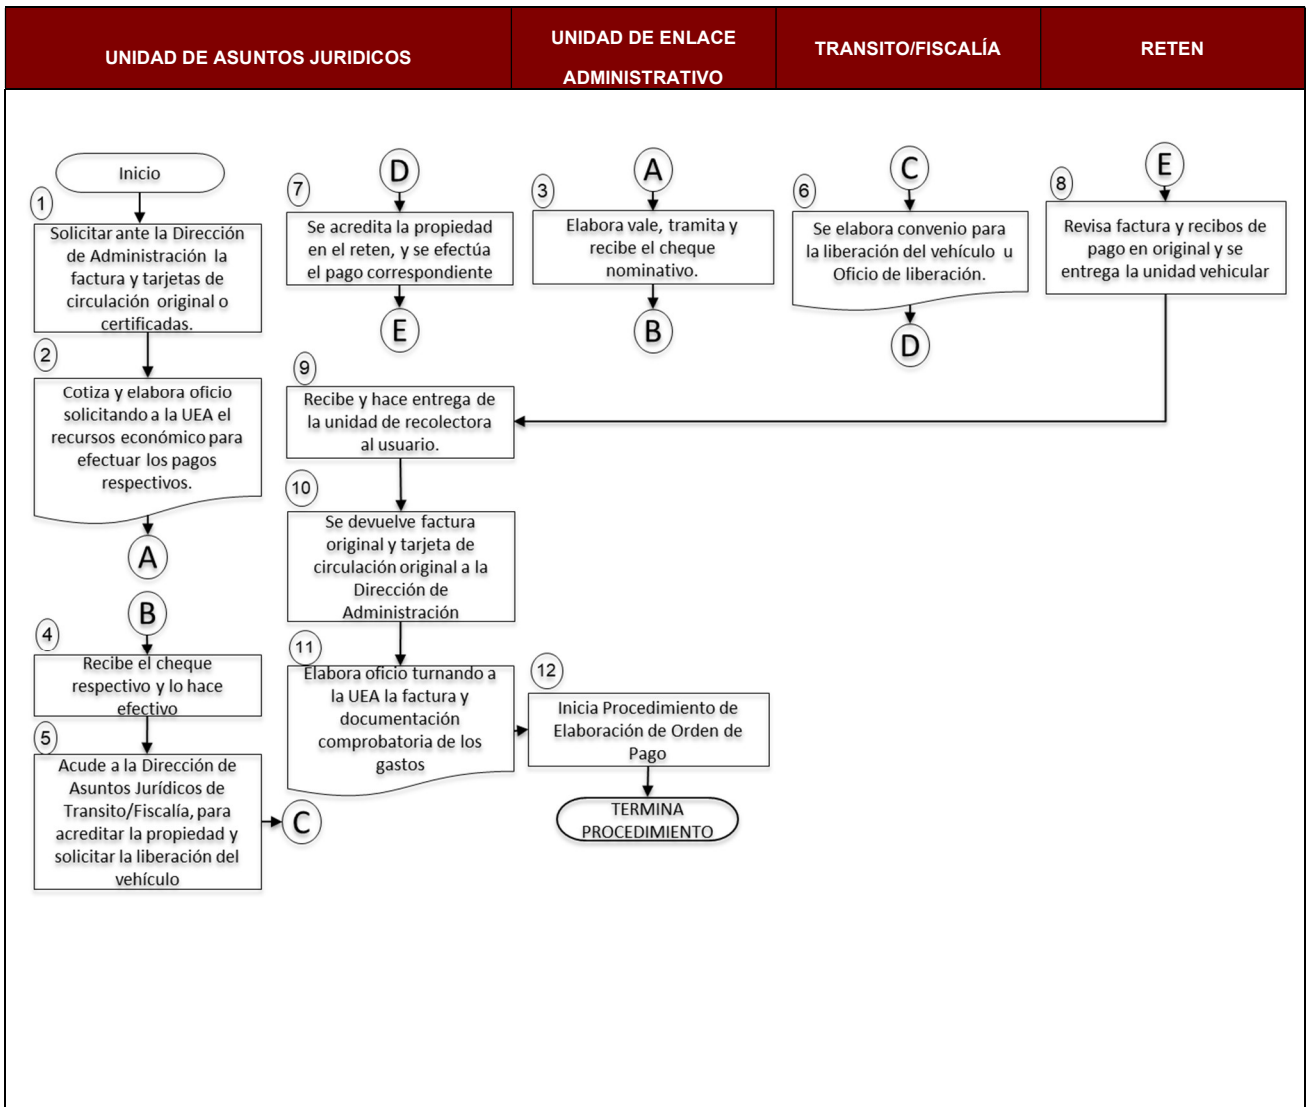 UNIDAD DE ASUNTOS JURIDICOS
UNIDAD DE ENLACE
ADMINISTRATIVO
TRANSITO/FISCALÍA
RETEN
Inicio
1
Solicitar ante la Dirección
de Administración la
factura y tarjetas de
circulación original o
certificadas.
2
Cotiza y elabora oficio
solicitando a la UEA el
recursos económico para
efectuar los pagos
respectivos.
A
B
4
Recibe el cheque
respectivo y lo hace
efectivo
5
Acude a la Dirección de
Asuntos Jurídicos de
Transito/Fiscalía, para
acreditar la propiedad y
solicitar la liberación del
vehículo
C
D
7
Se acredita la propiedad
en el reten, y se efectúa
el pago correspondiente
E
9
Recibe y hace entrega de
la unidad de recolectora
al usuario.
10
Se devuelve factura
original y tarjeta de
circulación original a la
Dirección de
Administración
11
Elabora oficio turnando a
la UEA la factura y
documentación
comprobatoria de los
gastos
A
3
Elabora vale, tramita y
recibe el cheque
nominativo.
B
12
Inicia Procedimiento de
Elaboración de Orden de
Pago
TERMINA
PROCEDIMIENTO
C
6
Se elabora convenio para
la liberación del vehículo u
Oficio de liberación.
D
E
8
Revisa factura y recibos de
pago en original y se
entrega la unidad vehicular